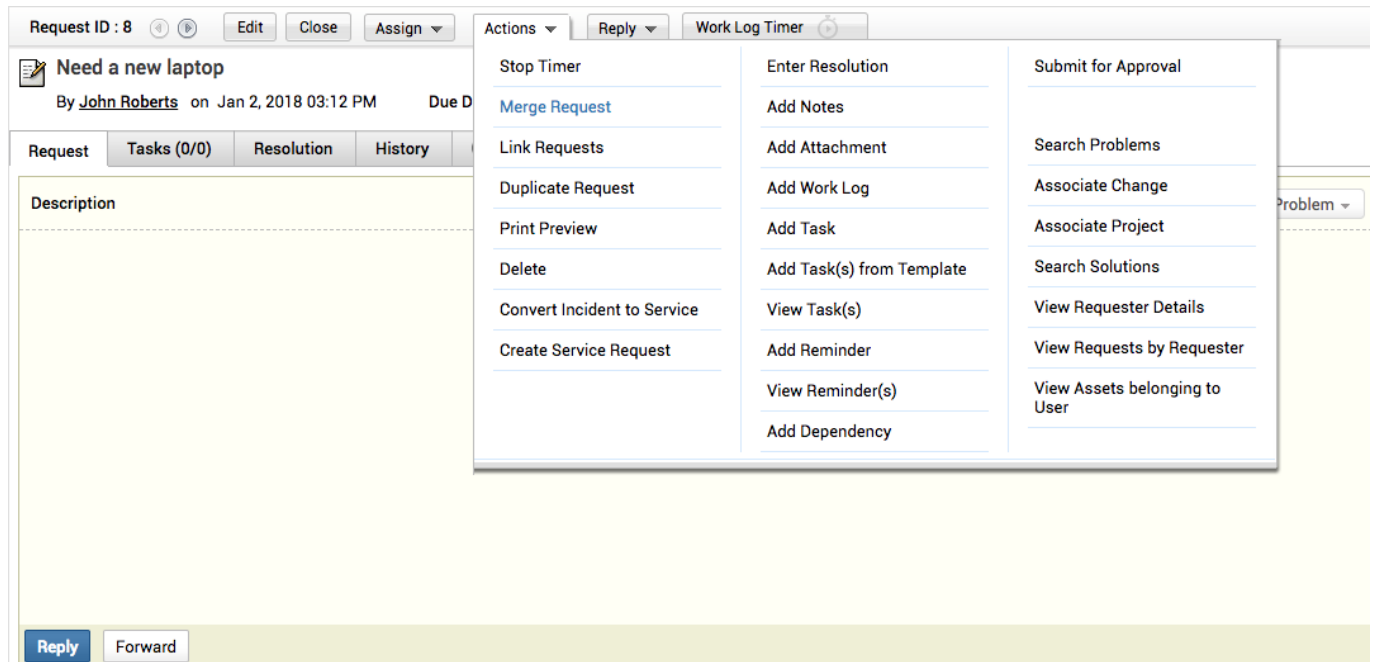 Request ID : 8 Edit Close Assign Actions Reply Work Log Timer
Need a new laptop
By John Roberts on Jan 2, 2018 03:12 PM Due D
Request Tasks (0/0) Resolution History
Description
Problem
Stop Timer
Merge Request
Link Requests
Duplicate Request
Print Preview
Delete
Convert Incident to Service
Create Service Request
Enter Resolution
Add Notes
Add Attachment
Add Work Log
Add Task
Add Task(s) from Template
View Task(s)
Add Reminder
View Reminder(s)
Add Dependency
Submit for Approval
Search Problems
Associate Change
Associate Project
Search Solutions
View Requester Details
View Requests by Requester
View Assets belonging to
User
Reply Forward